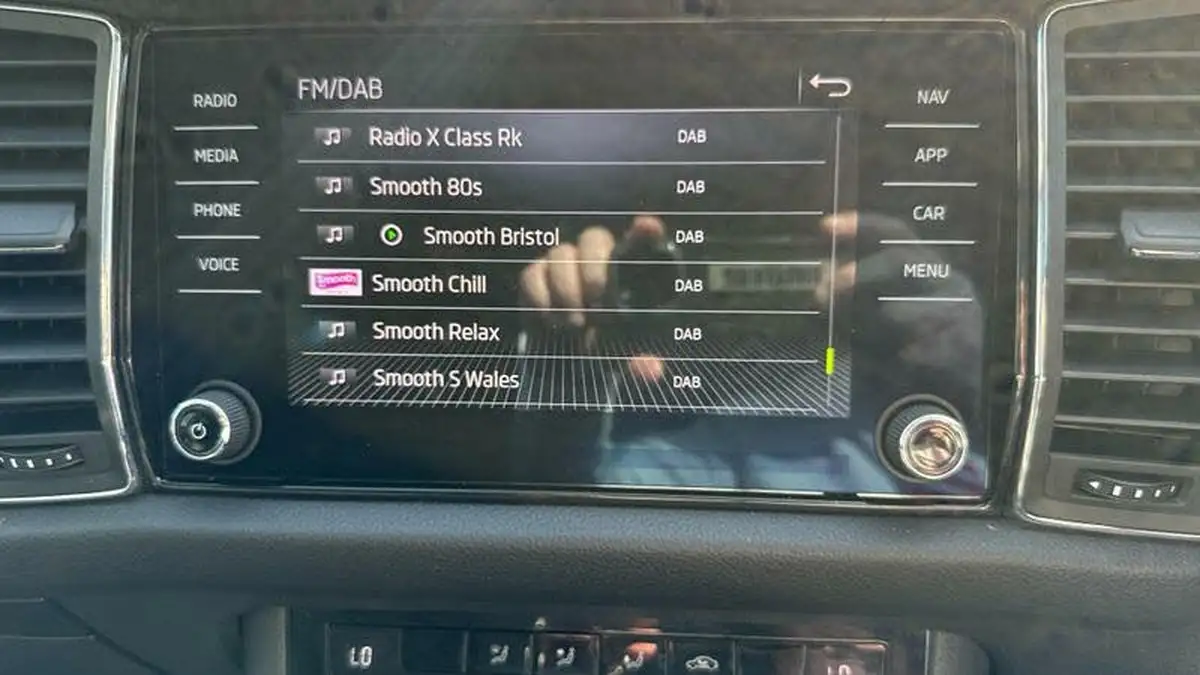 FM/DAB
RADIO
MEDIA
PHONE
VOICE
Radio X Class Rk DAB
Smooth 80s DAB
Smooth Bristol DAB
Smooth
Smooth Chill DAB
Smooth Relax DAB
Smooth S Wales DAB
NAV
APP
CAR
MENU
LO
LO